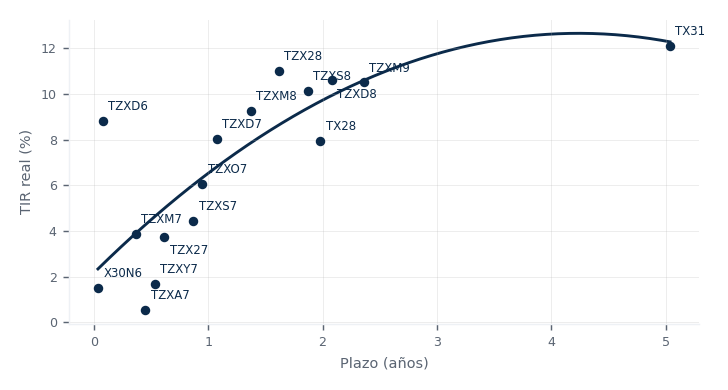 TX31
12
TZX28
TZXS8
TZXM9
10
TZXD6
TZXM8
TZXD8
8
TZXD7
TX28
6
TZXO7
TIR real (%)
TZXS7
4
TZXM7
TZX27
2
X30N6
TZXY7
TZXA7
0
0 1 2 3 4 5
Plazo (años)